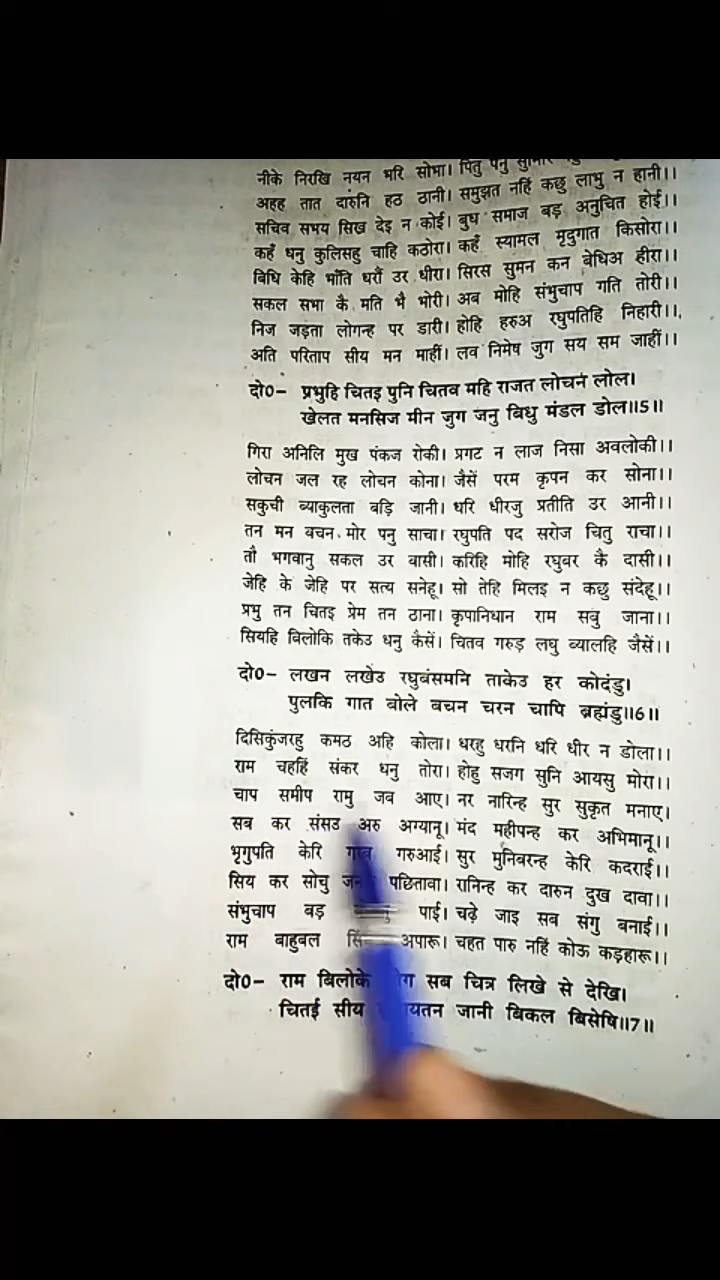 नीके निरखि नयन भरि सोभा। पितु पनु
अहह तात दारुनि हठ ठानी। समुझत नहिं कछु लाभु न हानी।।
सचिव सभय सिख देइ न कोई। बुध समाज बड़ अनुचित होई।।
कहँ धनु कुलिसहु चाहि कठोरा। कहँ स्यामल मृदुगात किसोरा।।
बिधि केहि भाँति धरौं उर धीरा। सिरस सुमन कन बेधिअ हीरा।।
सकल सभा कै मति भै भोरी। अब मोहि संभुचाप गति तोरी।।
निज जड़ता लोगन्ह पर डारी। होहि हरुअ रघुपतिहि निहारी।।
अति परिताप सीय मन माहीं। लव निमेष जुग सय सम जाहीं।।
दो0- प्रभुहि चितइ पुनि चितव महि राजत लोचन लोल।
खेलत मनसिज मीन जुग जनु बिधु मंडल डोल॥5॥
गिरा अनिलि मुख पंकज रोकी। प्रगट न लाज निसा अवलोकी।।
लोचन जल रह लोचन कोना। जैसें परम कृपन कर सोना।।
सकुची ब्याकुलता बड़ि जानी। धरि धीरजु प्रतीति उर आनी।।
तन मन बचन मोर पनु साचा। रघुपति पद सरोज चितु राचा।।
तौ भगवानु सकल उर बासी। करिहि मोहि रघुबर कै दासी।।
जेहि के जेहि पर सत्य सनेहू। सो तेहि मिलइ न कछु संदेहू।।
प्रभु तन चितइ प्रेम तन ठाना। कृपानिधान राम सबु जाना।।
सियहि विलोकि तकेउ धनु कैसें। चितव गरुड़ लघु ब्यालहि जैसें।।
दो0- लखन लखेउ रघुबंसमनि ताकेउ हर कोदंडु।
पुलकि गात बोले बचन चरन चापि ब्रह्मंडु॥6॥
दिसिकुंजरहु कमठ अहि कोला। धरहु धरनि धरि धीर न डोला।।
राम चहहिं संकर धनु तोरा। होहु सजग सुनि आयसु मोरा।।
चाप समीप रामु जब आए। नर नारिन्ह सुर सुकृत मनाए।
सब कर संसउ अरु अग्यानू। मंद महीपन्ह कर अभिमानू।।
भृगुपति केरि गरुआई। सुर मुनिबरन्ह केरि कदराई।।
सिय कर सोचु पछितावा। रानिन्ह कर दारुन दुख दावा।।
संभुचाप बड़ पाई। चढ़े जाइ सब संगु बनाई।।
राम बाहुबल अपारू। चहत पारु नहिं कोऊ कड़हारू।।
दो0- राम बिलोके सब चित्र लिखे से देखि।
चितई सीय जानी बिकल बिसेषि॥7॥